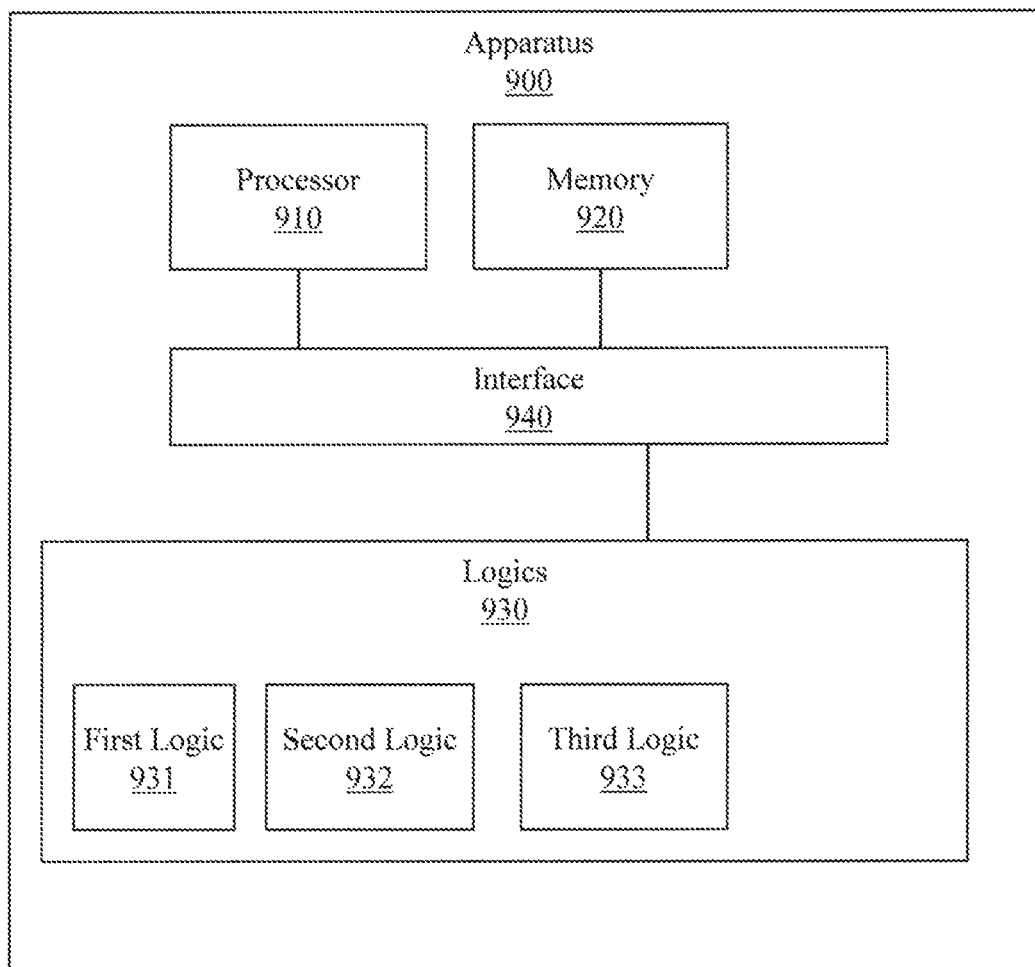 Apparatus
900
Processor
910
Memory
920
Interface
940
Logics
930
First Logic
931
Second Logic
932
Third Logic
933